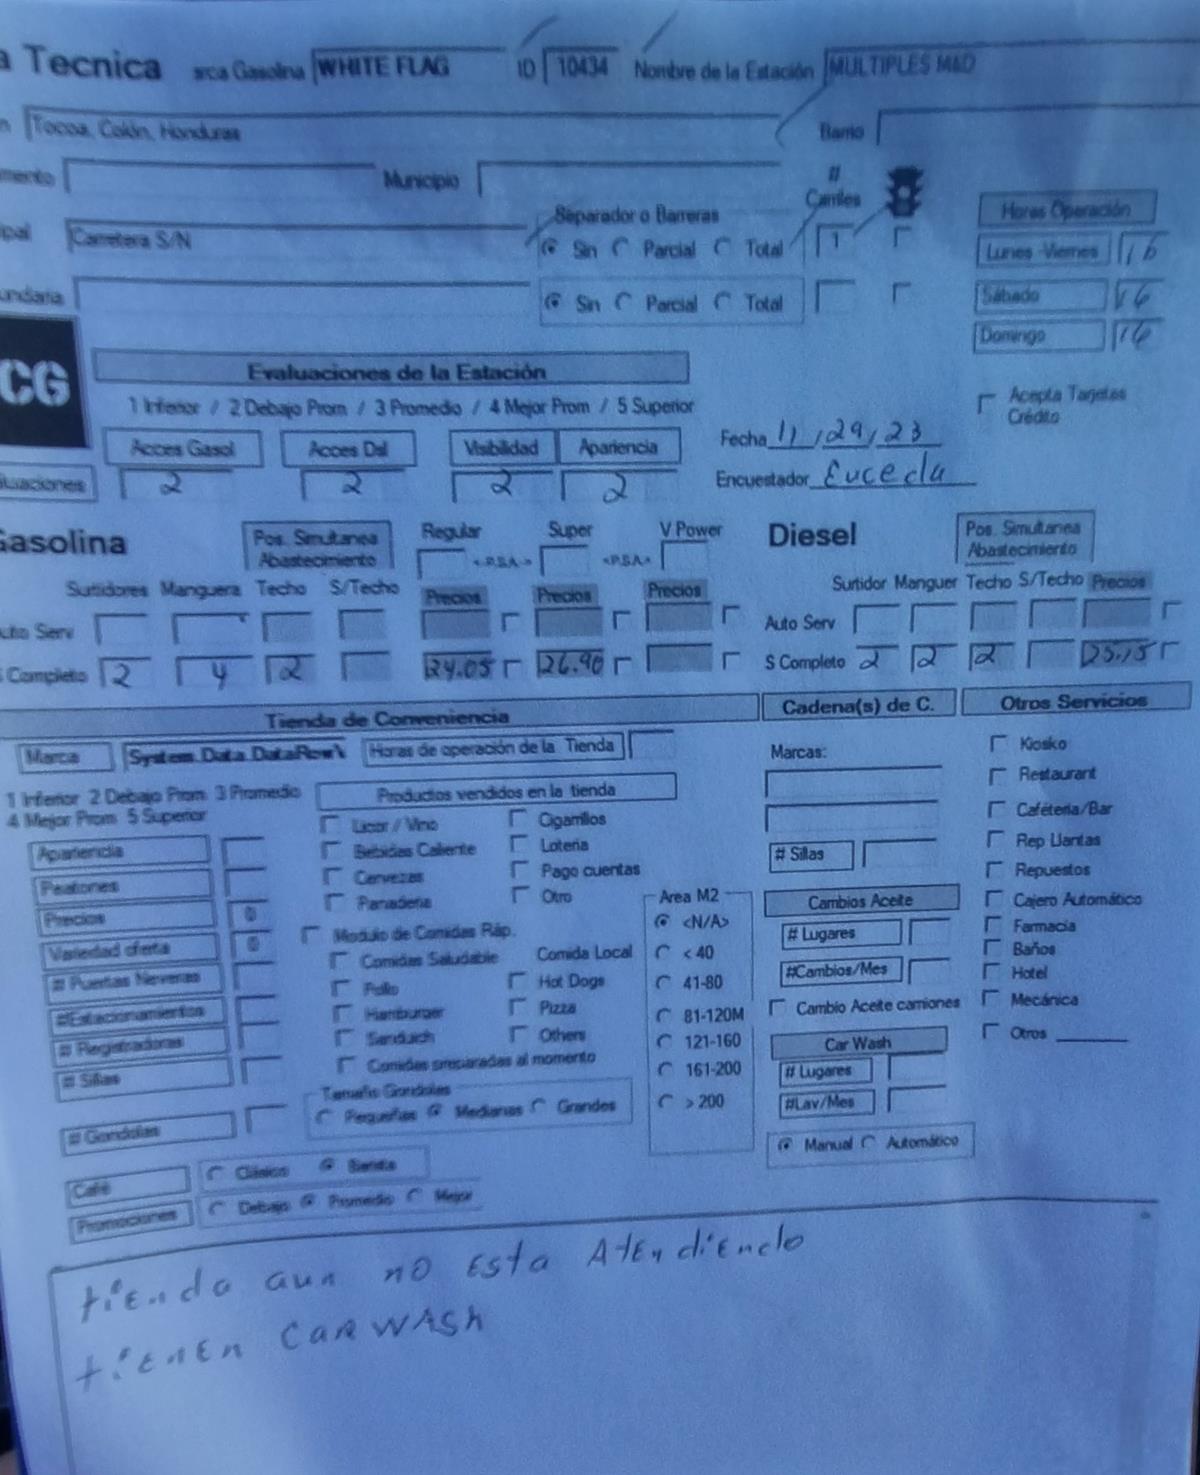 a Tecnica arca Gasolina WHITE FLAG ID 10434 Nombre de la Estación MULTIPLES M&D
n Tocoa, Colón, Honduras Barrio
mento Municipio # Carriles
ipal Carretera S/N Separador o Barreras Sin Parcial Total 1
Horas Operación
Lunes -Viernes 16
undaria Sin Parcial Total
Sábado 16
Domingo 16
CG
Evaluaciones de la Estación
1 Inferior / 2 Debajo Prom / 3 Promedio / 4 Mejor Prom / 5 Superior
Acepta Tarjetas
Crédito
Acces Gasol Acces Dsl Visibilidad Apariencia Fecha 11/29/23
luaciones 2 2 2 2 Encuestador Euceda
Gasolina Pos. Simultanea Abastecimiento Regular Super V Power Diesel Pos. Simultanea Abastecimiento
<.P.S.A.> <P.S.A>
Surtidores Manguera Techo S/Techo Precios Precios Precios Surtidor Manguer Techo S/Techo Precios
uto Serv Auto Serv
S Completo 2 4 2 24.05 26.90 S Completo 2 2 2 25.15
Tienda de Conveniencia Cadena(s) de C. Otros Servicios
Marca System.Data.DataRowV Horas de operación de la Tienda Marcas: Kiosko
1 Inferior 2 Debajo Prom 3 Promedio Productos vendidos en la tienda Restaurant
4 Mejor Prom 5 Superior Licor / Vino Cigarrillos Cafeteria/Bar
Apariencia Bebidas Caliente Loteria # Sillas Rep Llantas
Peatones Cervezas Pago cuentas Repuestos
Precios 0 Panaderia Otro Area M2 Cambios Aceite Cajero Automático
Variedad oferta 0 Modulo de Comidas Ráp. <N/A> # Lugares Farmacia
# Puertas Neveras Comidas Saludable Comida Local < 40 Baños
#Estacionamientos Pollo Hot Dogs 41-80 #Cambios/Mes Hotel
# Registradoras Hamburger Pizza 81-120M Cambio Aceite camiones Mecánica
# Sillas Sanduich Others 121-160 Car Wash Otros
Comidas preparadas al momento 161-200 # Lugares
Tamaño Gondolas > 200 #Lav/Mes
# Gondolas Pequeñas Medianas Grandes Manual Automático
Café Clásico Barista
Promociones Debajo Promedio Mejor
tienda aun no Esta AtEndiEndo
tienEn CAR WASH